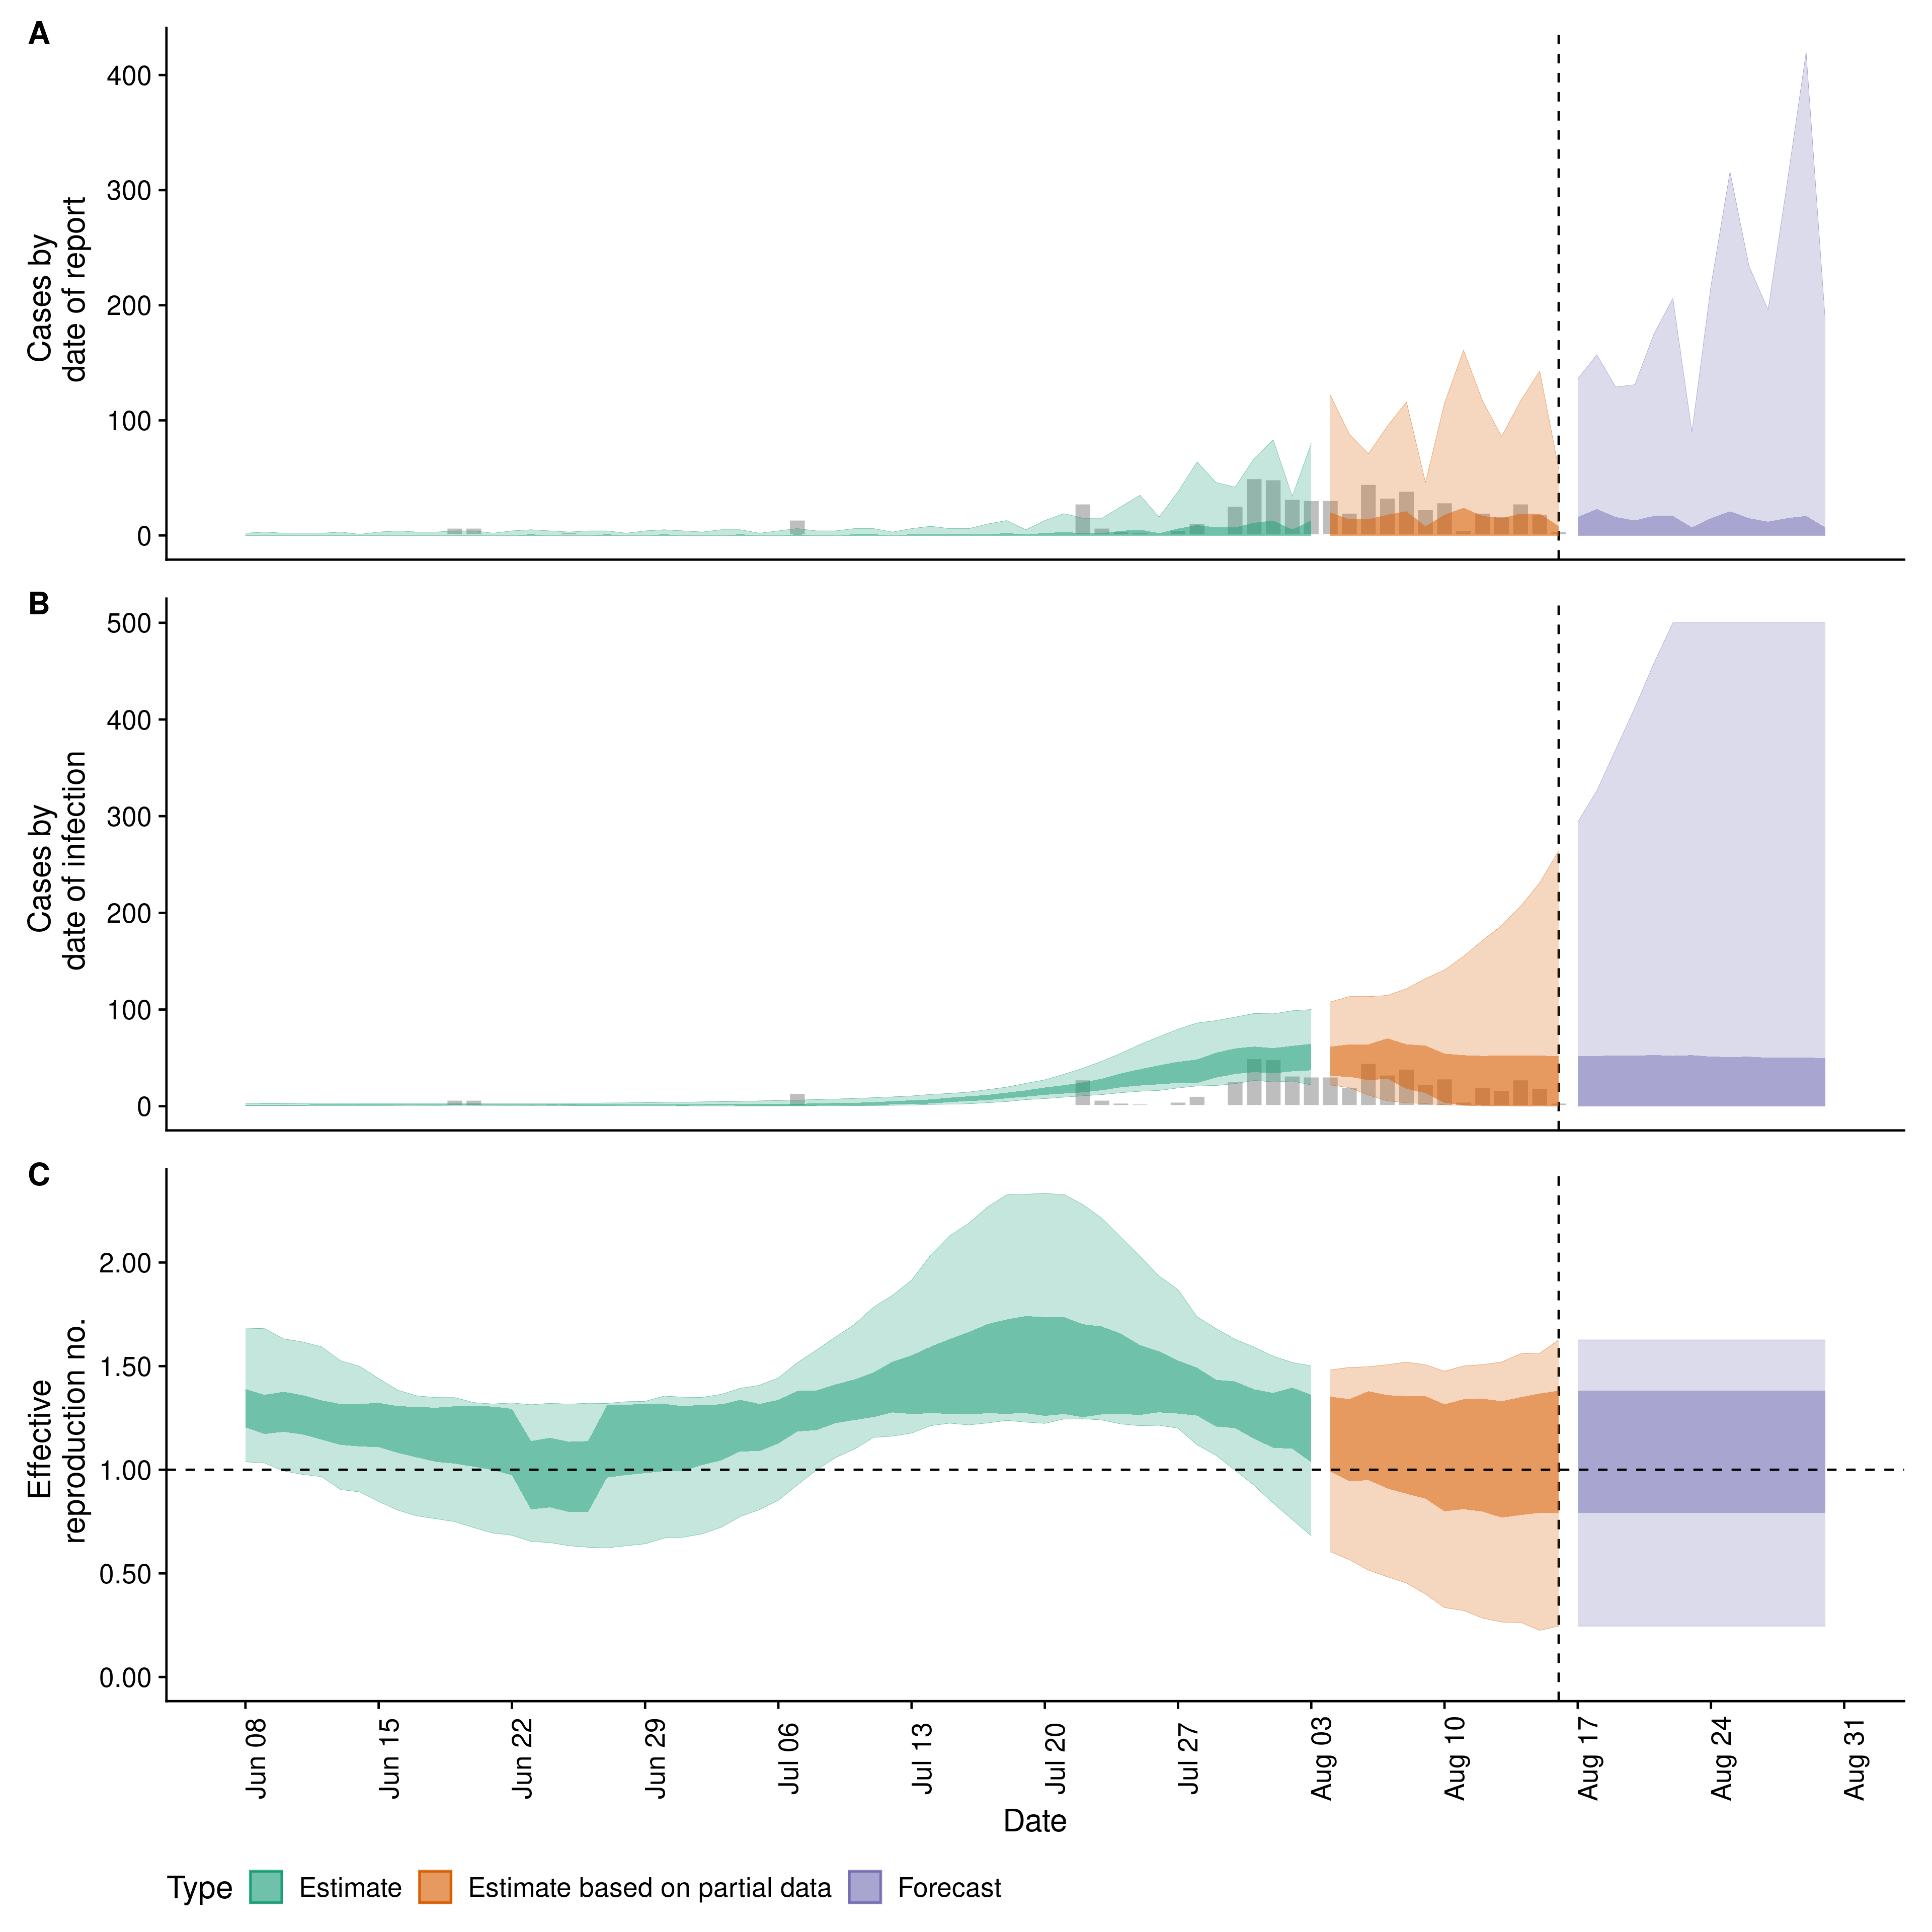 A
Cases by
date of report
400
300
200
100
0
B
Cases by
date of infection
500
400
300
200
100
0
C
Effective
reproduction no.
2.00
1.50
1.00
0.50
0.00
Jun 08
Jun 15
Jun 22
Jun 29
Jul 06
Jul 13
Jul 20
Jul 27
Aug 03
Aug 10
Aug 17
Aug 24
Aug 31
Date
Type Estimate Estimate based on partial data Forecast